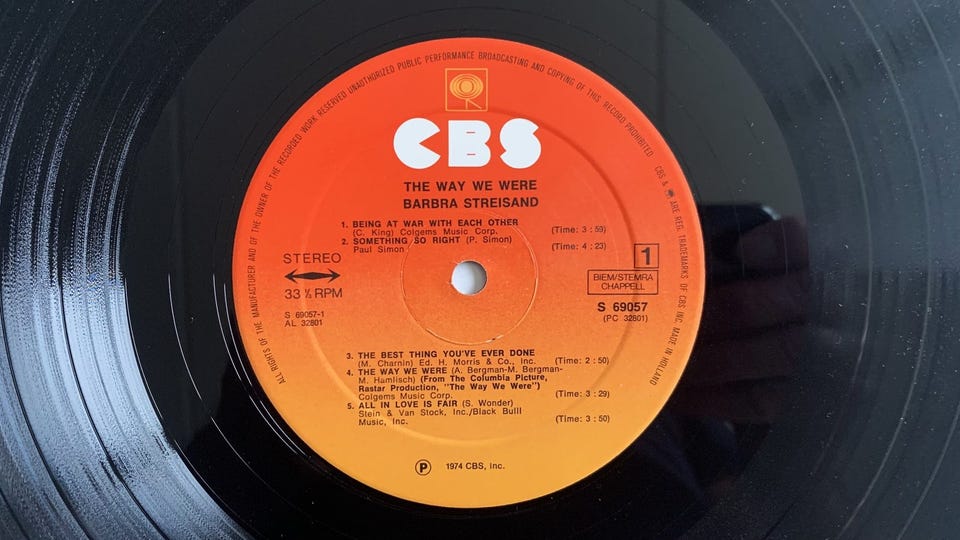 ALL RIGHTS OF THE MANUFACTURER AND OF THE OWNER OF THE RECORDED WORK RESERVED UNAUTHORIZED PUBLIC PERFORMANCE BROADCASTING AND COPYING OF THIS RECORD PROHIBITED
CBS & ARE REG. TRADEMARKS OF CBS INC. MADE IN HOLLAND
CBS
THE WAY WE WERE
BARBRA STREISAND
1. BEING AT WAR WITH EACH OTHER
(C. King) Colgems Music Corp. (Time: 3 : 59)
2. SOMETHING SO RIGHT (P. Simon) (Time: 4 : 23)
Paul Simon
STEREO
33 ⅓ RPM
S 69057-1
AL 32801
1
BIEM/STEMRA
CHAPPELL
S 69057
(PC 32801)
3. THE BEST THING YOU'VE EVER DONE
(M. Charnin) Ed. H. Morris & Co., Inc. (Time: 2 : 50)
4. THE WAY WE WERE (A. Bergman-M. Bergman-
M. Hamlisch) (From The Columbia Picture,
Rastar Production, "The Way We Were")
Colgems Music Corp. (Time: 3 : 29)
5. ALL IN LOVE IS FAIR (S. Wonder)
Stein & Van Stock, Inc./Black Bulll
Music, Inc. (Time: 3 : 50)
Ⓟ 1974 CBS, Inc.